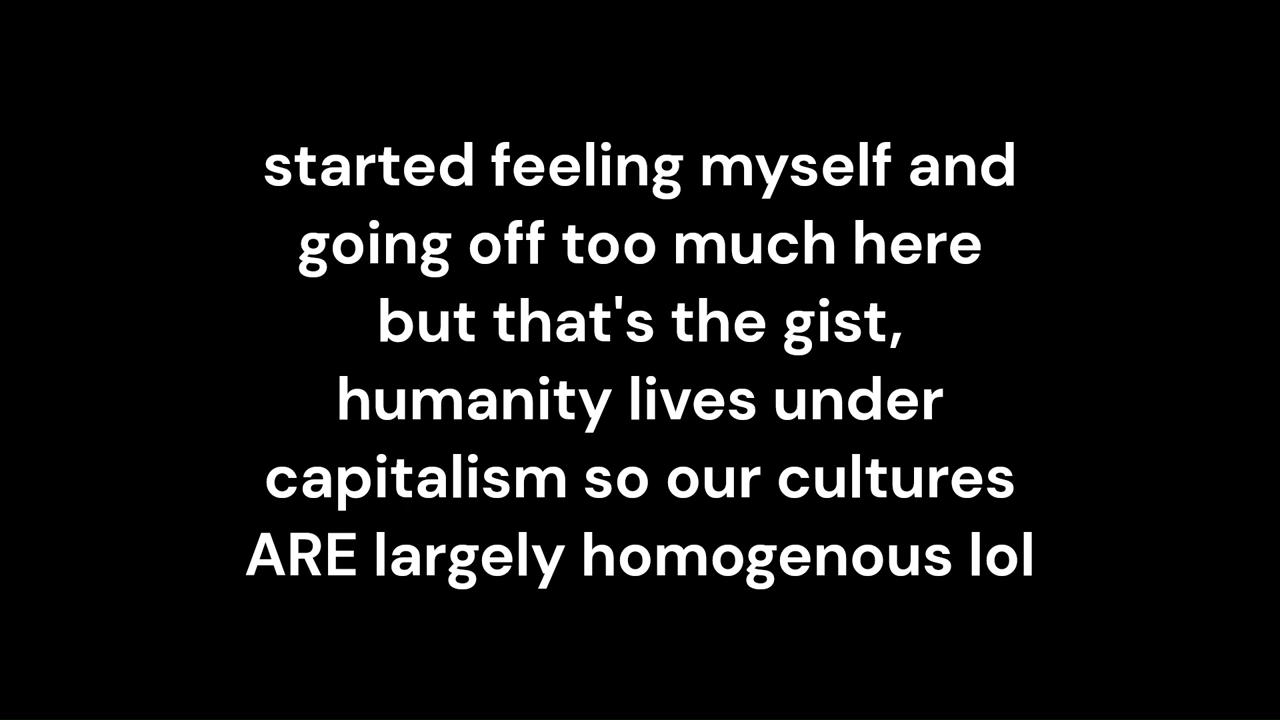 started feeling myself and
going off too much here
but that's the gist,
humanity lives under
capitalism so our cultures
ARE largely homogenous lol